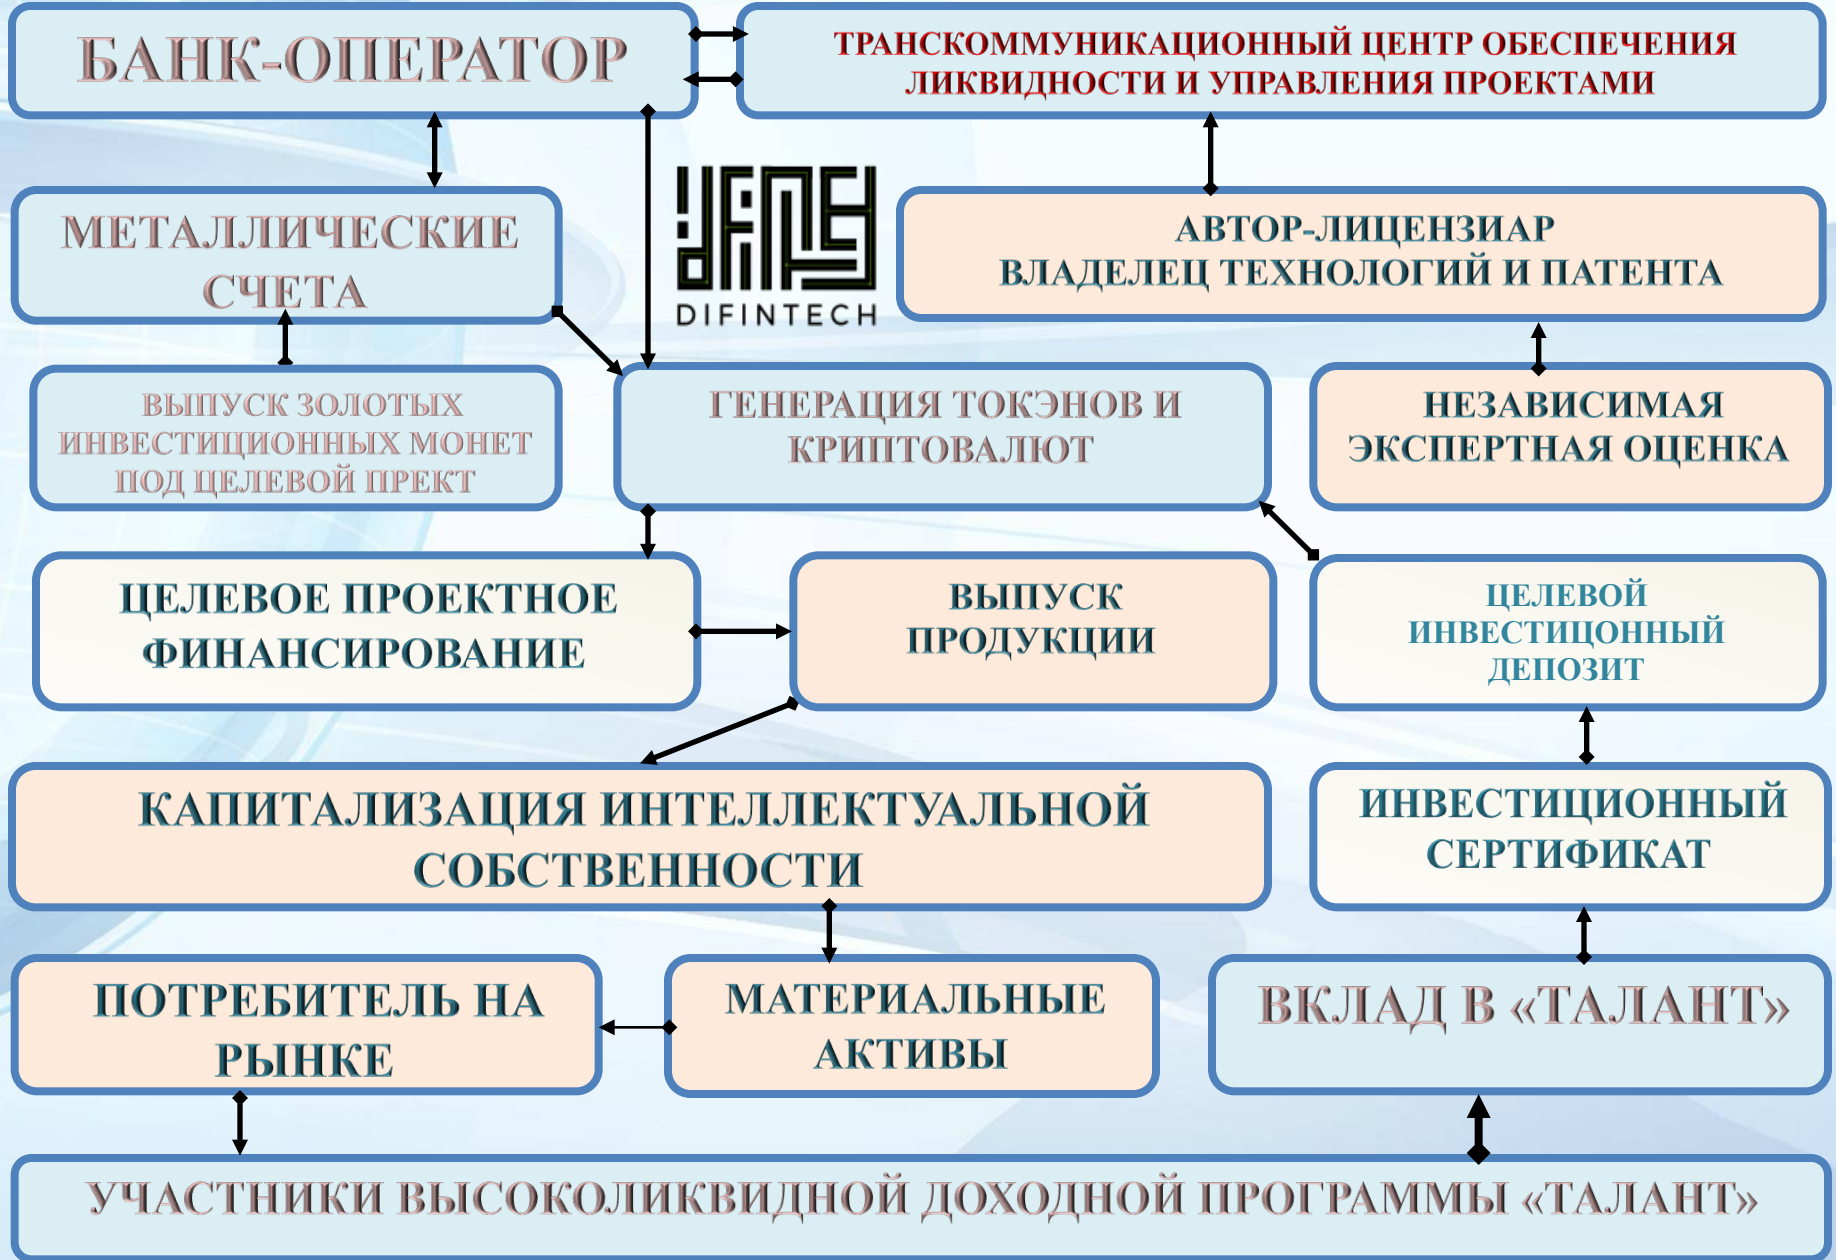 БАНК-ОПЕРАТОР
ТРАНСКОММУНИКАЦИОННЫЙ ЦЕНТР ОБЕСПЕЧЕНИЯ
ЛИКВИДНОСТИ И УПРАВЛЕНИЯ ПРОЕКТАМИ
МЕТАЛЛИЧЕСКИЕ
СЧЕТА
DIFINTECH
АВТОР-ЛИЦЕНЗИАР
ВЛАДЕЛЕЦ ТЕХНОЛОГИЙ И ПАТЕНТА
ВЫПУСК ЗОЛОТЫХ
ИНВЕСТИЦИОННЫХ МОНЕТ
ПОД ЦЕЛЕВОЙ ПРЕКТ
ГЕНЕРАЦИЯ ТОКЭНОВ И
КРИПТОВАЛЮТ
НЕЗАВИСИМАЯ
ЭКСПЕРТНАЯ ОЦЕНКА
ЦЕЛЕВОЕ ПРОЕКТНОЕ
ФИНАНСИРОВАНИЕ
ВЫПУСК
ПРОДУКЦИИ
ЦЕЛЕВОЙ
ИНВЕСТИЦОННЫЙ
ДЕПОЗИТ
КАПИТАЛИЗАЦИЯ ИНТЕЛЛЕКТУАЛЬНОЙ
СОБСТВЕННОСТИ
ИНВЕСТИЦИОННЫЙ
СЕРТИФИКАТ
ПОТРЕБИТЕЛЬ НА
РЫНКЕ
МАТЕРИАЛЬНЫЕ
АКТИВЫ
ВКЛАД В «ТАЛАНТ»
УЧАСТНИКИ ВЫСОКОЛИКВИДНОЙ ДОХОДНОЙ ПРОГРАММЫ «ТАЛАНТ»